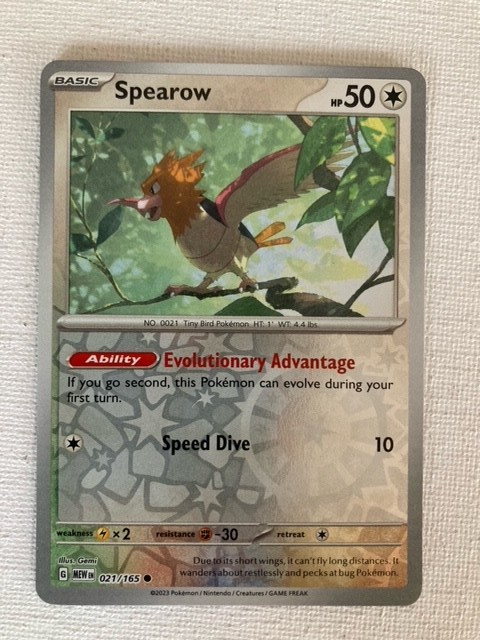 BASIC
Spearow
HP 50
NO. 0021 Tiny Bird Pokémon HT: 1' WT: 4.4 lbs.
Ability Evolutionary Advantage
If you go second, this Pokémon can evolve during your
first turn.
Speed Dive 10
weakness ×2 resistance -30 retreat
Illus. Gemi
G MEW EN 021/165
Due to its short wings, it can't fly long distances. It
wanders about restlessly and pecks at bug Pokémon.
©2023 Pokémon / Nintendo / Creatures / GAME FREAK